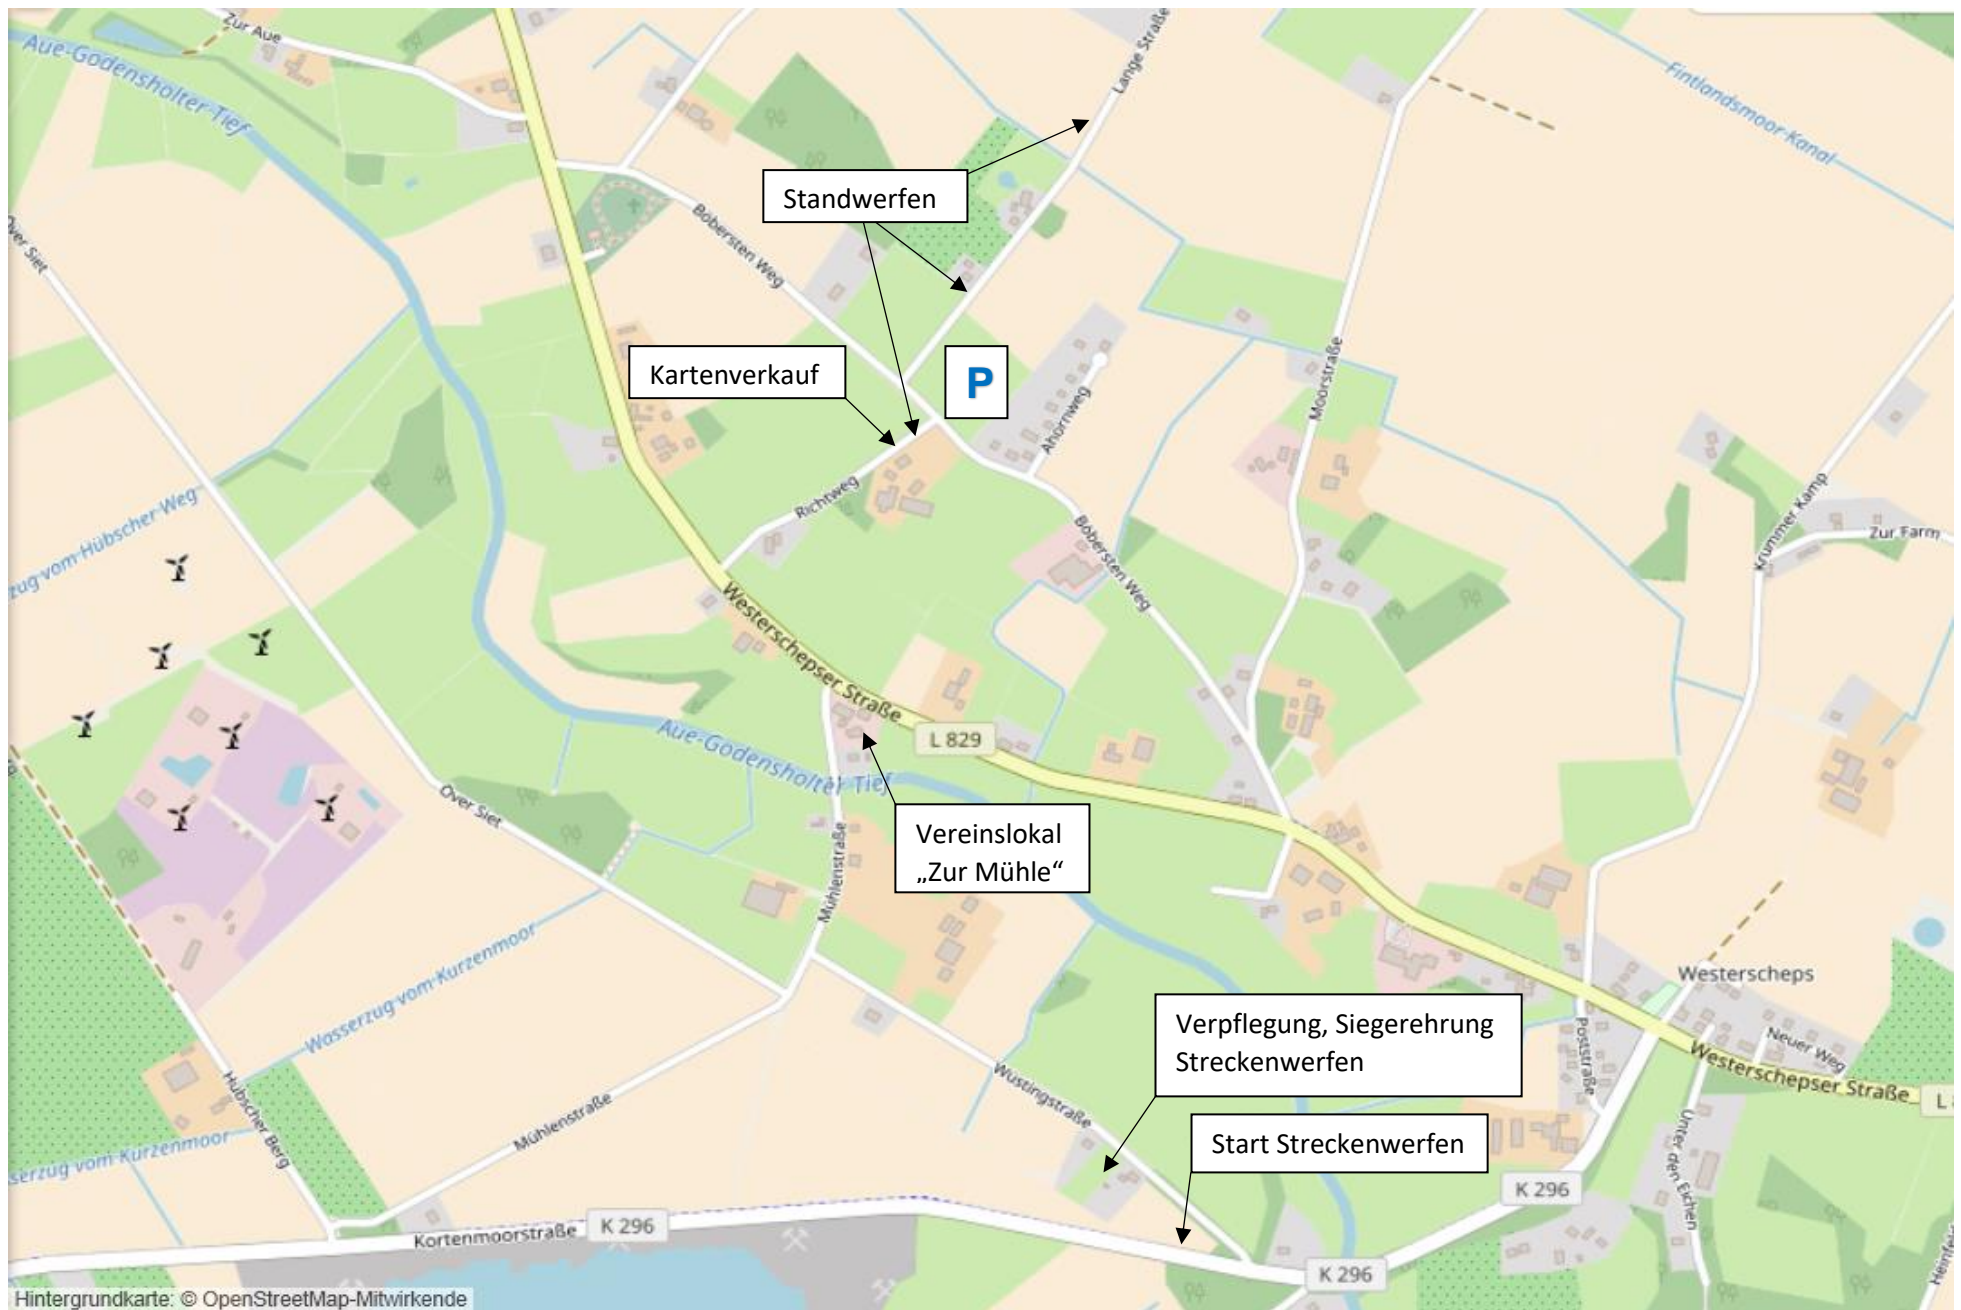 Zur Aue
Aue-Godensholter-Tief
Lange Straße
Fintlandsmoor-Kanal
Standwerfen
Over Siet
Böbersten Weg
Kartenverkauf
P
Moorstraße
Ahornweg
Richtweg
zug vom Hübscher Weg
Böbersten Weg
Krummer Kamp
Zur Farm
Westerschepser Straße
L 829
Aue-Godensholter Tief
Over Siet
Vereinslokal
„Zur Mühle“
Mühlenstraße
Wasserzug vom Kurzenmoor
Westerscheps
Verpflegung, Siegerehrung
Streckenwerfen
Poststraße
Neuer Weg
Westerschepser Straße
L
Wüstingstraße
Hübscher Berg
Mühlenstraße
Start Streckenwerfen
serzug vom Kurzenmoor
Unter den Eichen
K 296
Kortenmoorstraße
K 296
K 296
Heinfel
Hintergrundkarte: © OpenStreetMap-Mitwirkende